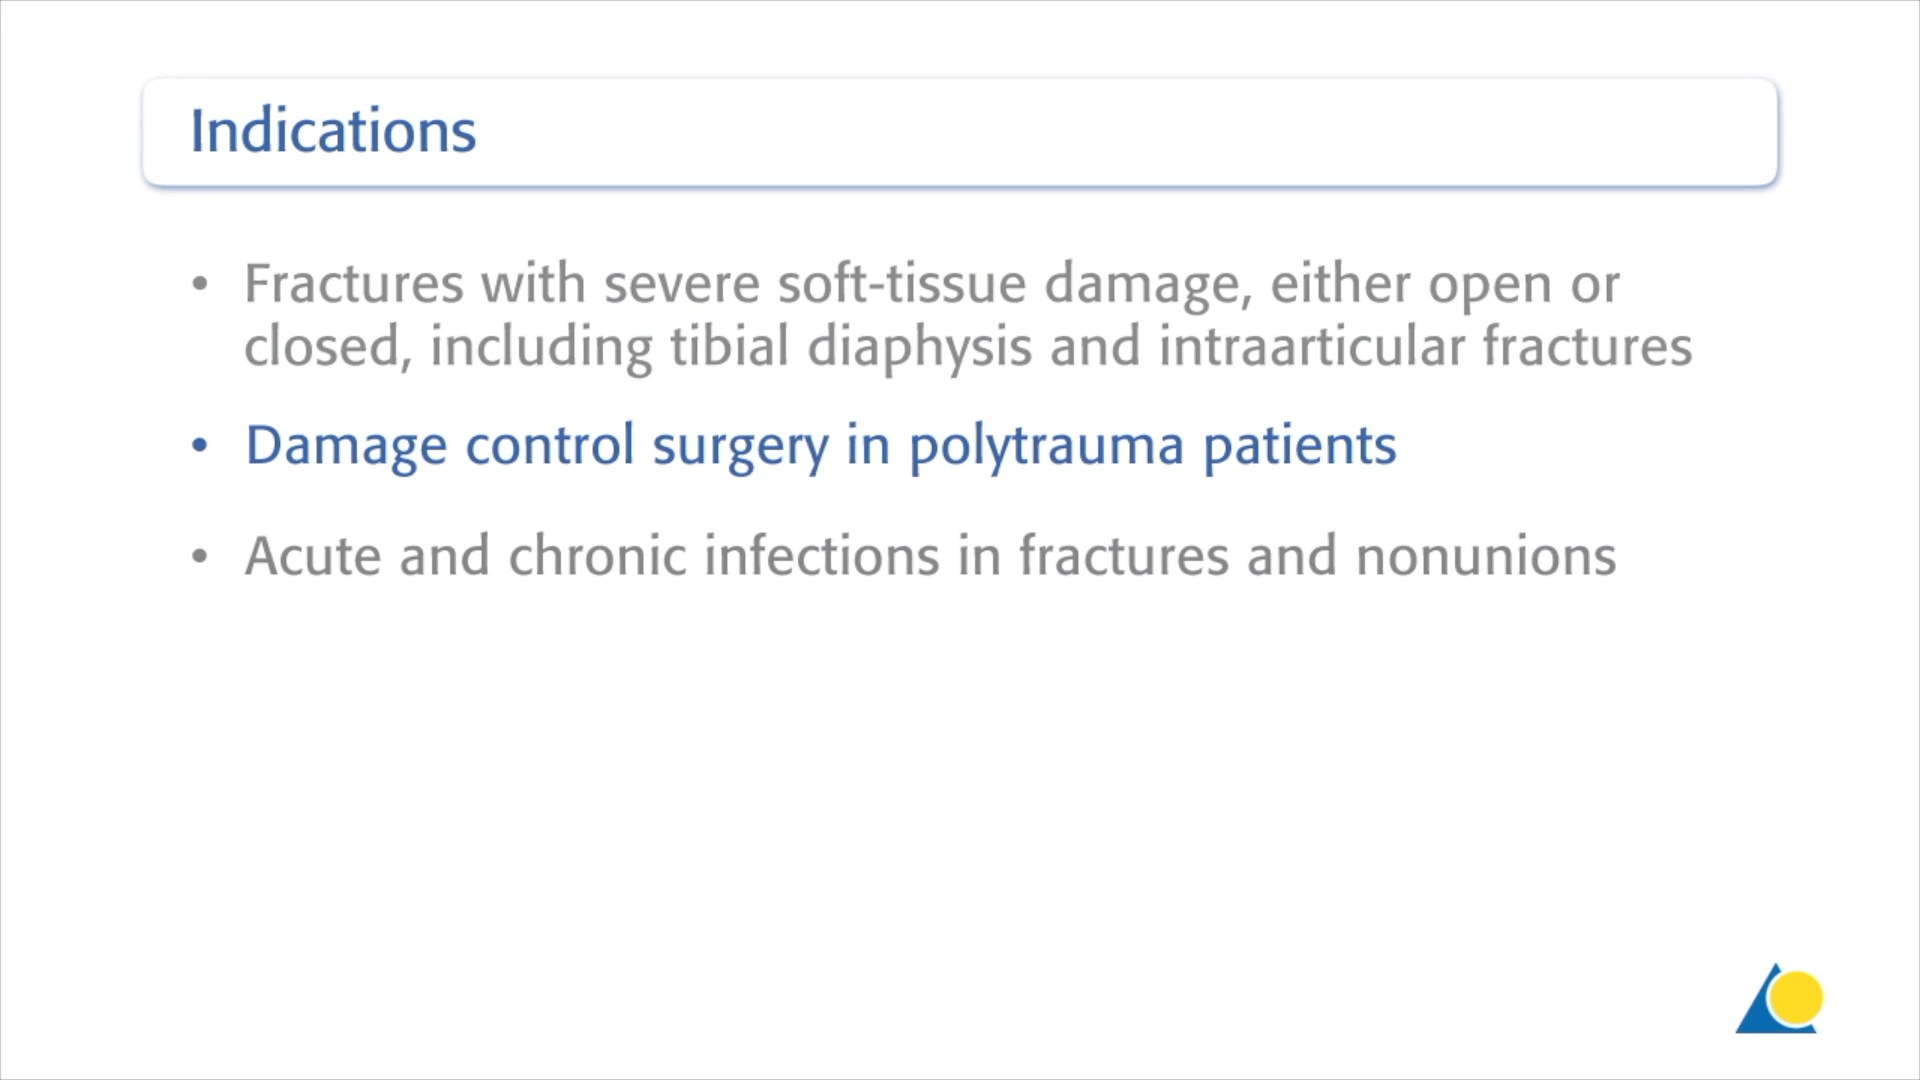 Indications
• Fractures with severe soft-tissue damage, either open or
closed, including tibial diaphysis and intraarticular fractures
• Damage control surgery in polytrauma patients
• Acute and chronic infections in fractures and nonunions